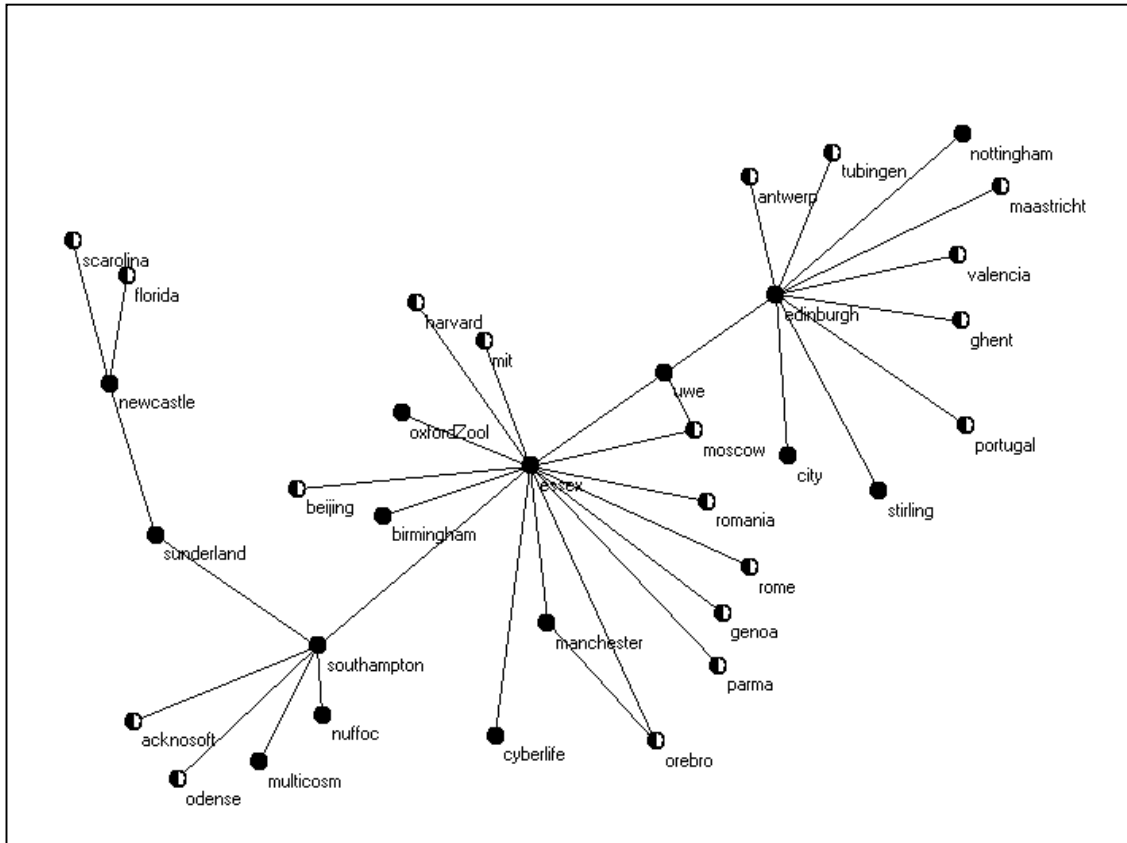 nottingham
tubingen
antwerp
maastricht
scarolina
valencia
florida
harvard
edinburgh
ghent
mit
uwe
newcastle
oxfordZool
moscow
portugal
city
essex
beijing
romania
stirling
birmingham
sunderland
rome
genoa
manchester
southampton
parma
nuffoc
acknosoft
cyberlife
orebro
multicosm
odense